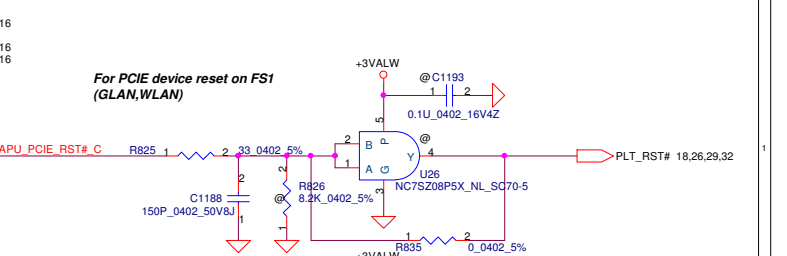 16
16
16
For PCIE device reset on FS1
(GLAN,WLAN)
+3VALW
@ C1193
1 2
0.1U_0402_16V4Z
5
APU_PCIE_RST#_C
R825 1 2 33_0402_5%
2 B P @
1 A G Y 4
PLT_RST# 18,26,29,32
1
U26
NC7SZ08P5X_NL_SC70-5
3
2
2
C1188
150P_0402_50V8J
1
@ R826
8.2K_0402_5%
1
1 2
R835 0_0402_5%
+3VALW